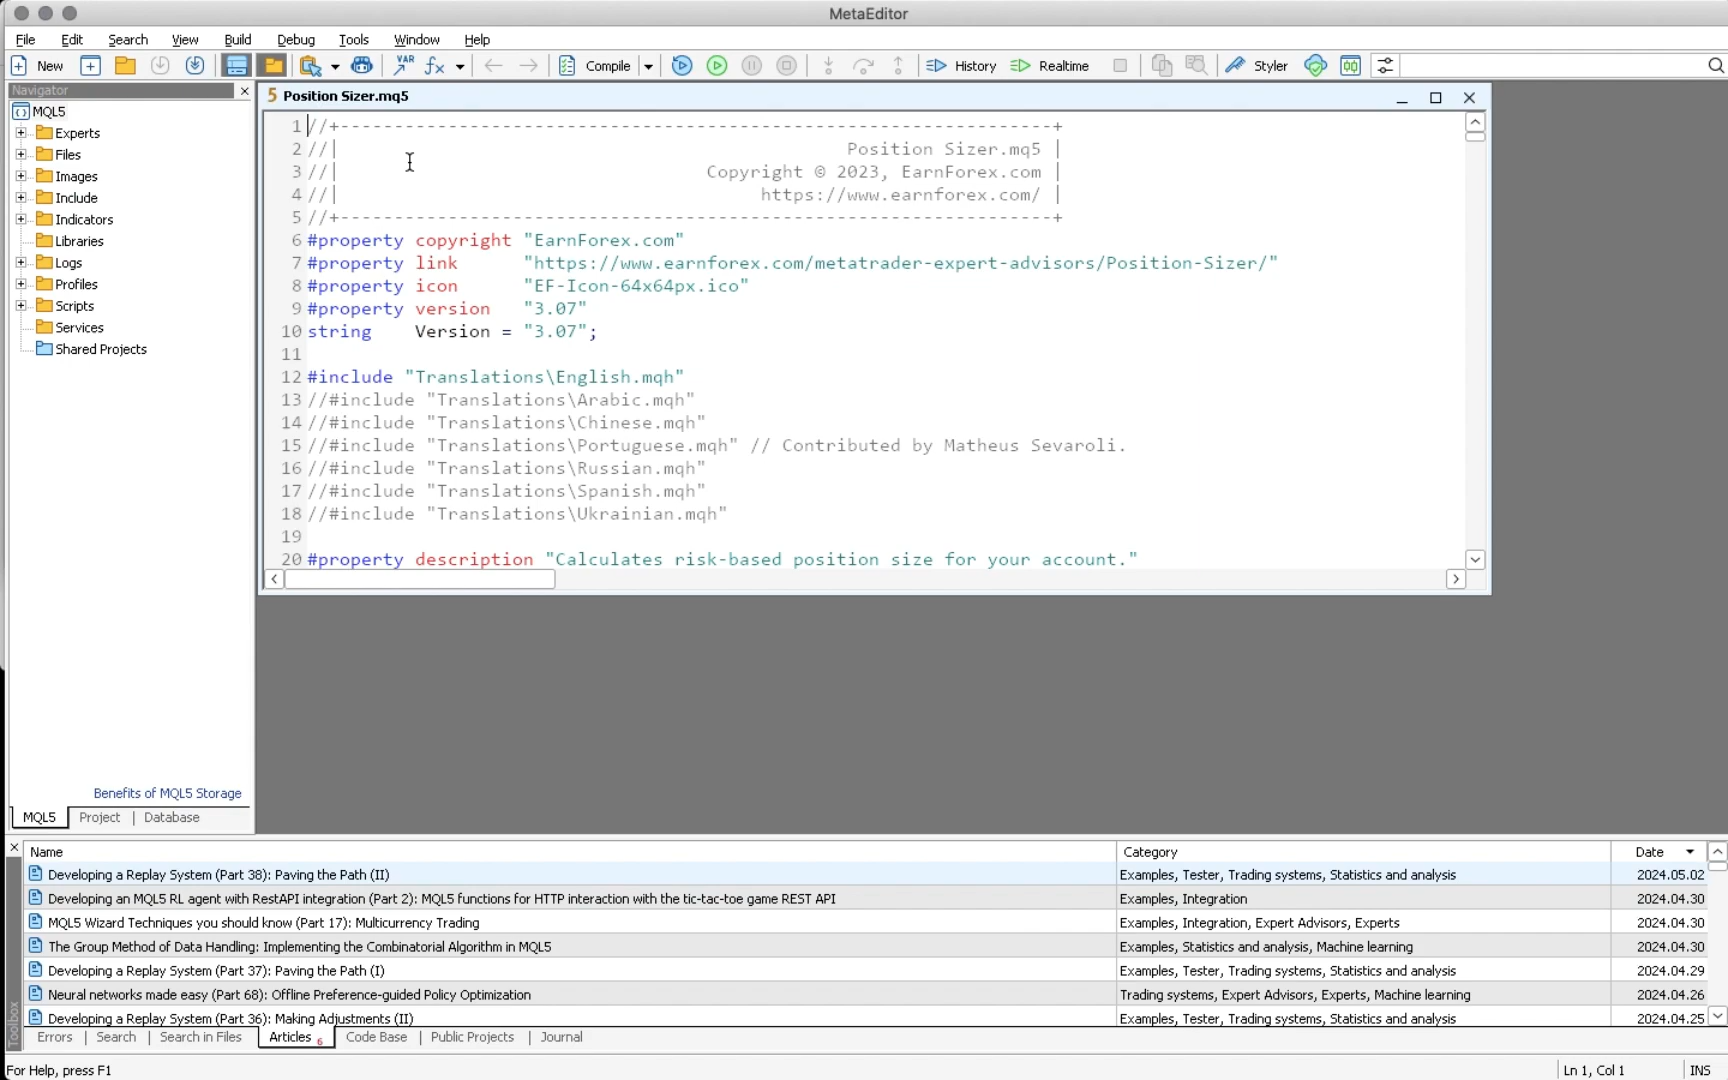 MetaEditor
File Edit Search View Build Debug Tools Window Help
New VAR fx Compile History Realtime Styler
Navigator
MQL5
Experts
Files
Images
Include
Indicators
Libraries
Logs
Profiles
Scripts
Services
Shared Projects
Benefits of MQL5 Storage
MQL5 Project | Database
5 Position Sizer.mq5
1 //+------------------------------------------------------------------+
2 //| Position Sizer.mq5 |
3 //| Copyright © 2023, EarnForex.com |
4 //| https://www.earnforex.com/ |
5 //+------------------------------------------------------------------+
6 #property copyright "EarnForex.com"
7 #property link "https://www.earnforex.com/metatrader-expert-advisors/Position-Sizer/"
8 #property icon "EF-Icon-64x64px.ico"
9 #property version "3.07"
10 string Version = "3.07";
11
12 #include "Translations\English.mqh"
13 //#include "Translations\Arabic.mqh"
14 //#include "Translations\Chinese.mqh"
15 //#include "Translations\Portuguese.mqh" // Contributed by Matheus Sevaroli.
16 //#include "Translations\Russian.mqh"
17 //#include "Translations\Spanish.mqh"
18 //#include "Translations\Ukrainian.mqh"
19
20 #property description "Calculates risk-based position size for your account."
Name Category Date
Developing a Replay System (Part 38): Paving the Path (II) Examples, Tester, Trading systems, Statistics and analysis 2024.05.02
Developing an MQL5 RL agent with RestAPI integration (Part 2): MQL5 functions for HTTP interaction with the tic-tac-toe game REST API Examples, Integration 2024.04.30
MQL5 Wizard Techniques you should know (Part 17): Multicurrency Trading Examples, Integration, Expert Advisors, Experts 2024.04.30
The Group Method of Data Handling: Implementing the Combinatorial Algorithm in MQL5 Examples, Statistics and analysis, Machine learning 2024.04.30
Developing a Replay System (Part 37): Paving the Path (I) Examples, Tester, Trading systems, Statistics and analysis 2024.04.29
Neural networks made easy (Part 68): Offline Preference-guided Policy Optimization Trading systems, Expert Advisors, Experts, Machine learning 2024.04.26
Developing a Replay System (Part 36): Making Adjustments (II) Examples, Tester, Trading systems, Statistics and analysis 2024.04.25
Toolbox
Errors | Search | Search in Files | Articles 6 | Code Base | Public Projects | Journal
For Help, press F1 Ln 1, Col 1 INS